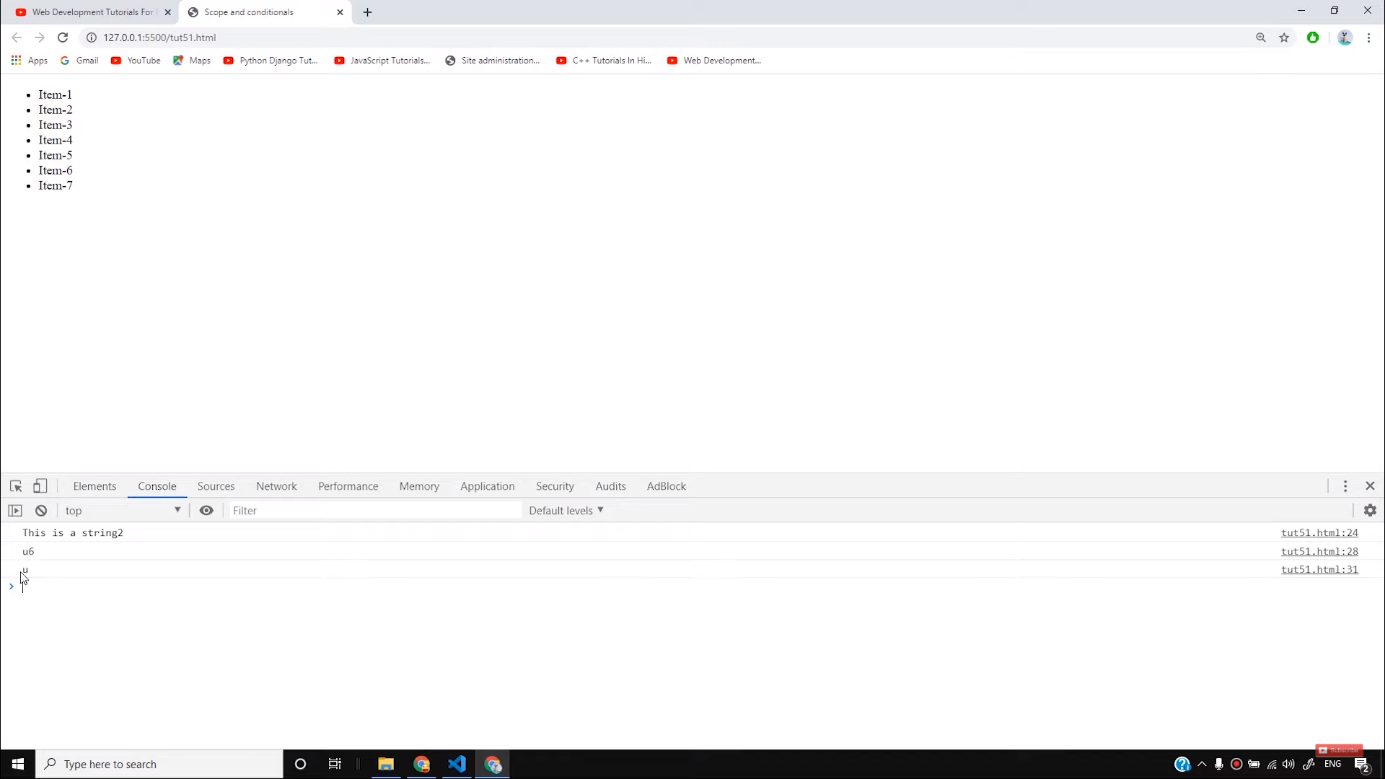 Web Development Tutorials For
Scope and conditionals
127.0.0.1:5500/tut51.html
Apps
Gmail
YouTube
Maps
Python Django Tut...
JavaScript Tutorials...
Site administration...
C++ Tutorials In Hi...
Web Development...
• Item-1
• Item-2
• Item-3
• Item-4
• Item-5
• Item-6
• Item-7
Elements Console Sources Network Performance Memory Application Security Audits AdBlock
top Filter Default levels ▼
This is a string2 tut51.html:24
u6 tut51.html:28
u tut51.html:31
>
Type here to search
Subscribe
ENG
2